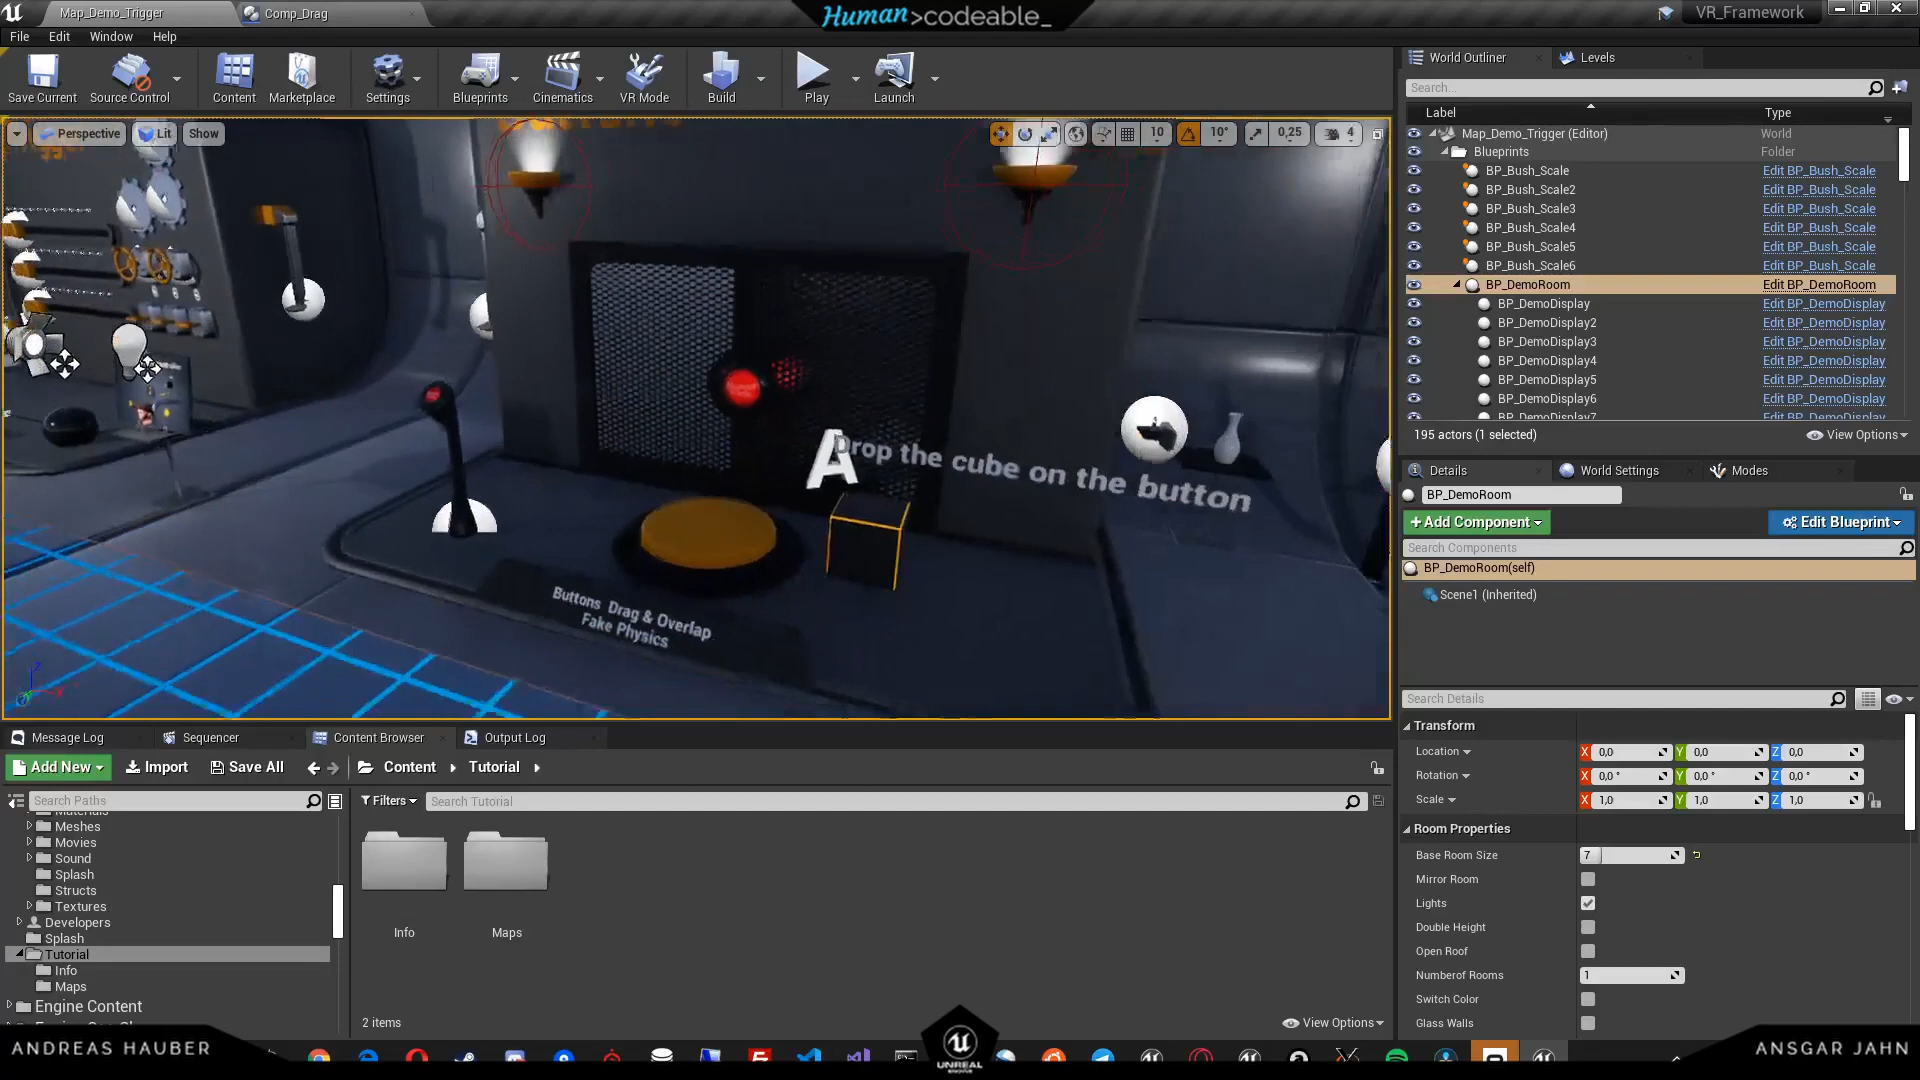 Map_Demo_Trigger
Comp_Drag
Human>codeable_
VR_Framework
File Edit Window Help
Save Current
Source Control
Content
Marketplace
Settings
Blueprints
Cinematics
VR Mode
Build
Play
Launch
Perspective
Lit
Show
10
10°
0,25
4
Drop the cube on the button
A
Buttons Drag & Overlap
Fake Physics
World Outliner
Levels
Search...
Label Type
Map_Demo_Trigger (Editor) World
Blueprints Folder
BP_Bush_Scale Edit BP_Bush_Scale
BP_Bush_Scale2 Edit BP_Bush_Scale
BP_Bush_Scale3 Edit BP_Bush_Scale
BP_Bush_Scale4 Edit BP_Bush_Scale
BP_Bush_Scale5 Edit BP_Bush_Scale
BP_Bush_Scale6 Edit BP_Bush_Scale
BP_DemoRoom Edit BP_DemoRoom
BP_DemoDisplay Edit BP_DemoDisplay
BP_DemoDisplay2 Edit BP_DemoDisplay
BP_DemoDisplay3 Edit BP_DemoDisplay
BP_DemoDisplay4 Edit BP_DemoDisplay
BP_DemoDisplay5 Edit BP_DemoDisplay
BP_DemoDisplay6 Edit BP_DemoDisplay
BP_DemoDisplay7 Edit BP_DemoDisplay
195 actors (1 selected)
View Options
Details
World Settings
Modes
BP_DemoRoom
+Add Component
Edit Blueprint
Search Components
BP_DemoRoom(self)
Scene1 (Inherited)
Search Details
Transform
Location X 0,0 Y 0,0 Z 0,0
Rotation X 0,0 ° Y 0,0 ° Z 0,0 °
Scale X 1,0 Y 1,0 Z 1,0
Room Properties
Base Room Size 7
Mirror Room
Lights
Double Height
Open Roof
Numberof Rooms 1
Switch Color
Glass Walls
Message Log
Sequencer
Content Browser
Output Log
Add New
Import
Save All
Content
Tutorial
Search Paths
Filters
Search Tutorial
Materials
Meshes
Movies
Sound
Splash
Structs
Textures
Developers
Splash
Tutorial
Info
Maps
Engine Content
Info
Maps
2 items
View Options
ANDREAS HAUBER
UNREAL
ENGINE
ANSGAR JAHN